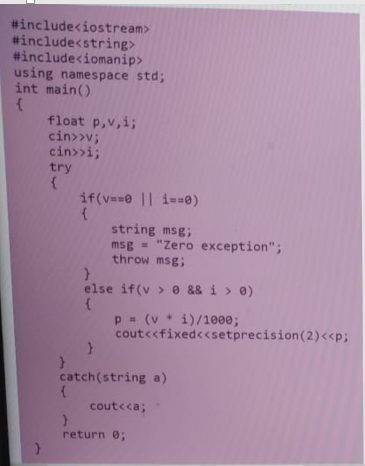 #include<iostream>
#include<string>
#include<iomanip>
using namespace std;
int main()
{
float p,v,i;
cin>>v;
cin>>i;
try
{
if(v==0 || i==0)
{
string msg;
msg = "Zero exception";
throw msg;
}
else if(v > 0 && i > 0)
{
p = (v * i)/1000;
cout<<fixed<<setprecision(2)<<p;
}
}
catch(string a)
{
cout<<a;
}
return 0;
}